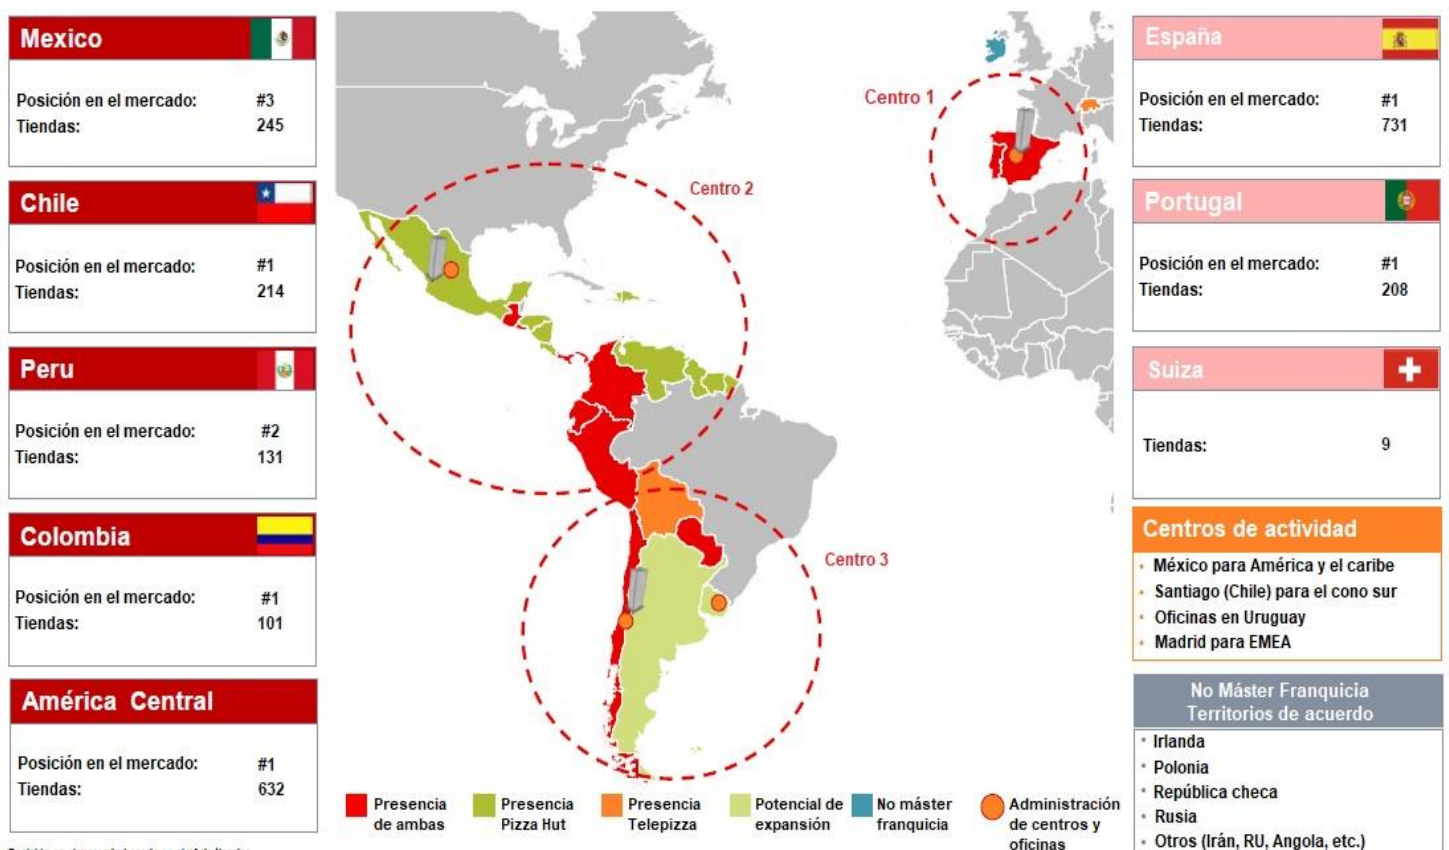 Mexico
Posición en el mercado: #3
Tiendas: 245
Chile
Posición en el mercado: #1
Tiendas: 214
Peru
Posición en el mercado: #2
Tiendas: 131
Colombia
Posición en el mercado: #1
Tiendas: 101
América Central
Posición en el mercado: #1
Tiendas: 632
Centro 1
Centro 2
Centro 3
Presencia
de ambas
Presencia
Pizza Hut
Presencia
Telepizza
Potencial de
expansión
No máster
franquicia
Administración
de centros y
oficinas
España
Posición en el mercado: #1
Tiendas: 731
Portugal
Posición en el mercado: #1
Tiendas: 208
Suiza
Tiendas: 9
Centros de actividad
• México para América y el caribe
• Santiago (Chile) para el cono sur
• Oficinas en Uruguay
• Madrid para EMEA
No Máster Franquicia
Territorios de acuerdo
• Irlanda
• Polonia
• República checa
• Rusia
• Otros (Irán, RU, Angola, etc.)